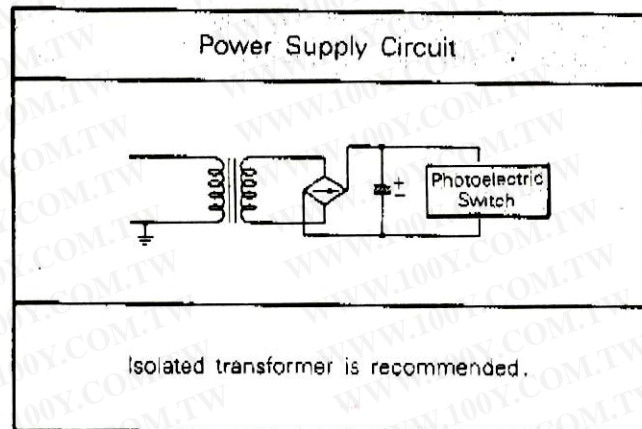 Power Supply Circuit
+
−
Photoelectric
Switch
Isolated transformer is recommended.
WWW.100Y.COM.TW